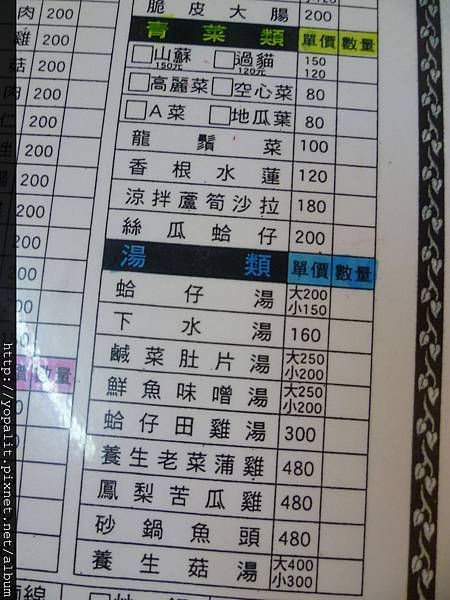 脆皮大腸 200
肉 200
青菜類 單價 數量
雞 200
□山蘇 150元 □過貓 120元 150 120
菇 200
□高麗菜 □空心菜 80
肉 200
□A菜 □地瓜葉 80
仁 200
龍鬚菜 100
200
香根水蓮 120
湯 200
涼拌蘆筍沙拉 180
200
絲瓜蛤仔 200
200
湯類 單價 數量
蛤仔湯 大200 小150
下水湯 160
鹹菜肚片湯 大250 小200
價 數量
鮮魚味噌湯 大250 小200
蛤仔田雞湯 300
養生老菜蒲雞 480
鳳梨苦瓜雞 480
砂鍋魚頭 480
養生菇湯 大400 小300
http://yopalit.pixnet.net/album